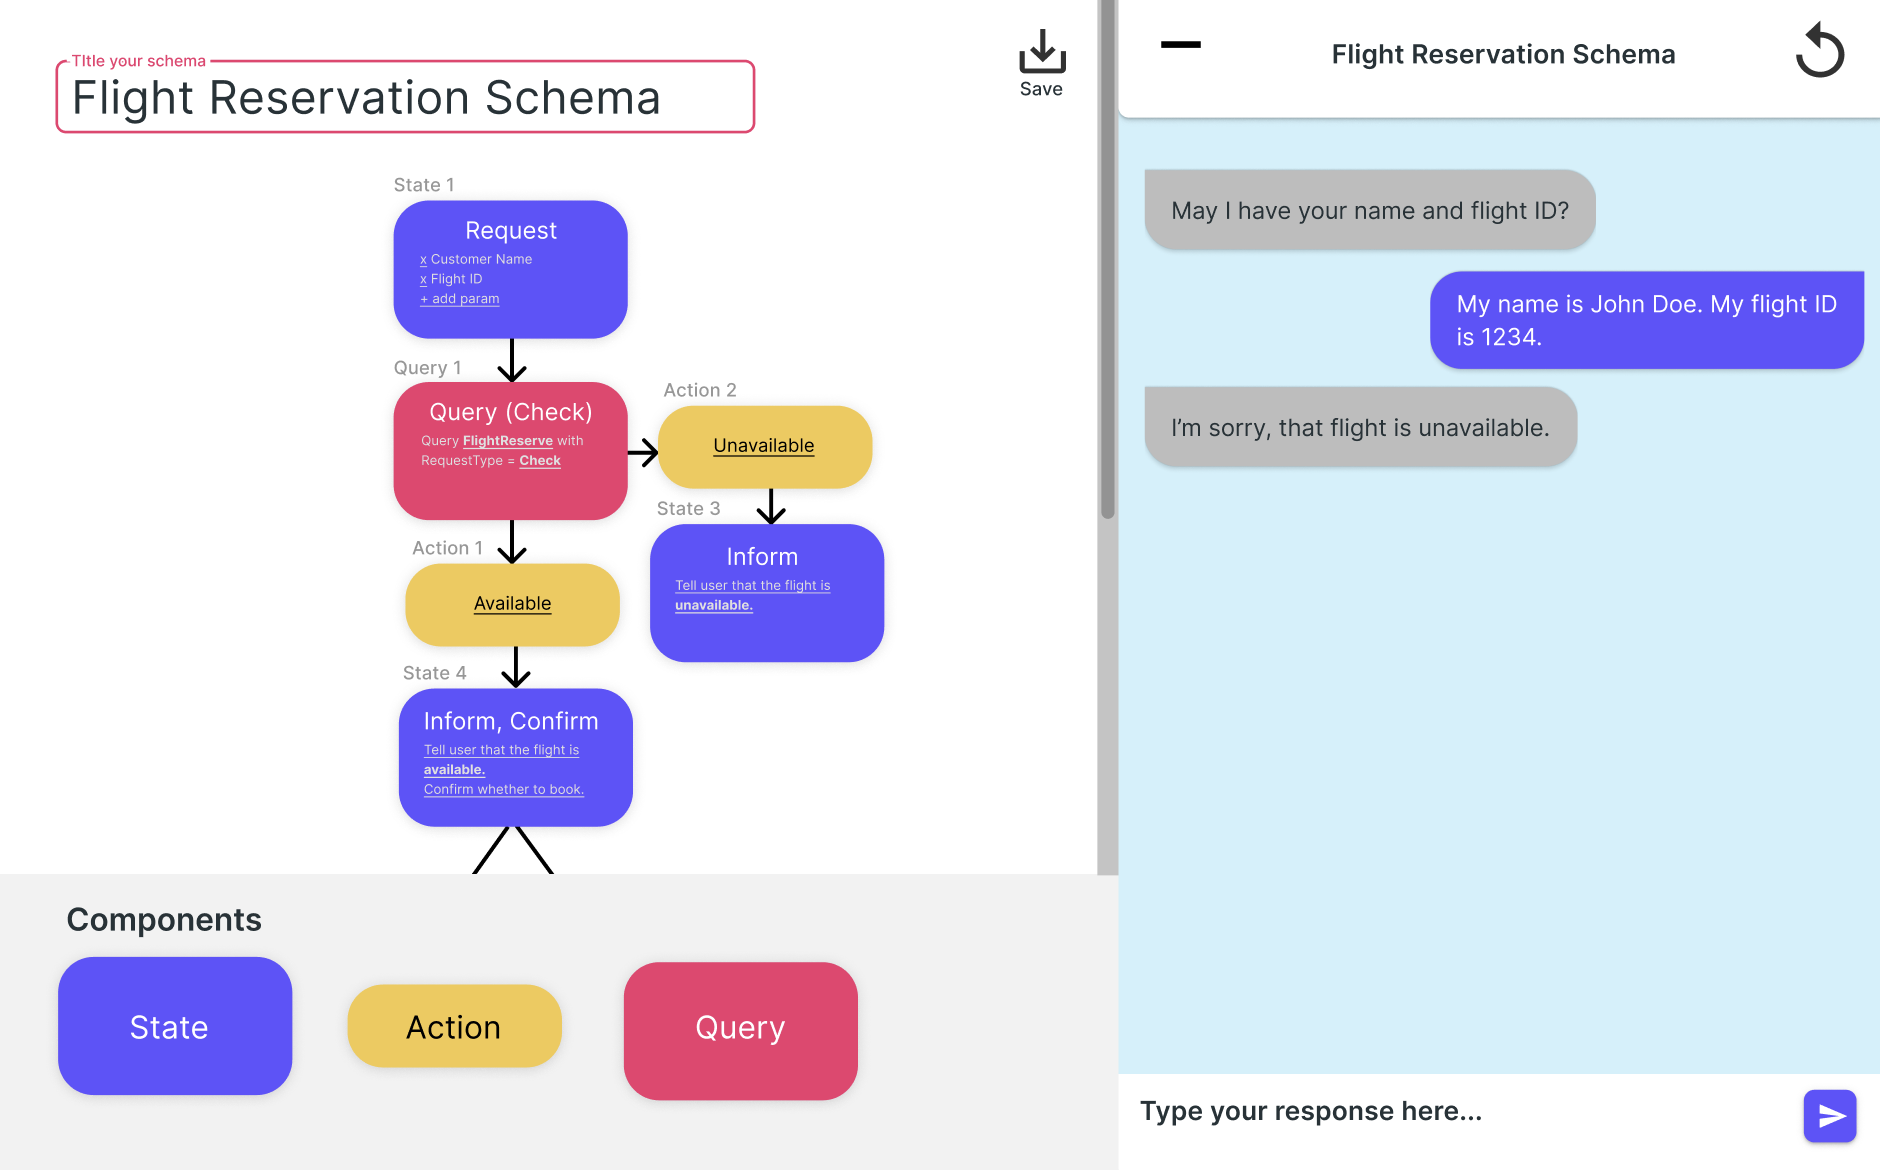 TItle your schema
Flight Reservation Schema
Save
State 1
Request
x Customer Name
x Flight ID
+ add param
Query 1
Query (Check)
Query FlightReserve with
RequestType = Check
Action 2
Unavailable
State 3
Inform
Tell user that the flight is
unavailable.
Action 1
Available
State 4
Inform, Confirm
Tell user that the flight is
available.
Confirm whether to book.
Components
State
Action
Query
Flight Reservation Schema
May I have your name and flight ID?
My name is John Doe. My flight ID
is 1234.
I’m sorry, that flight is unavailable.
Type your response here...